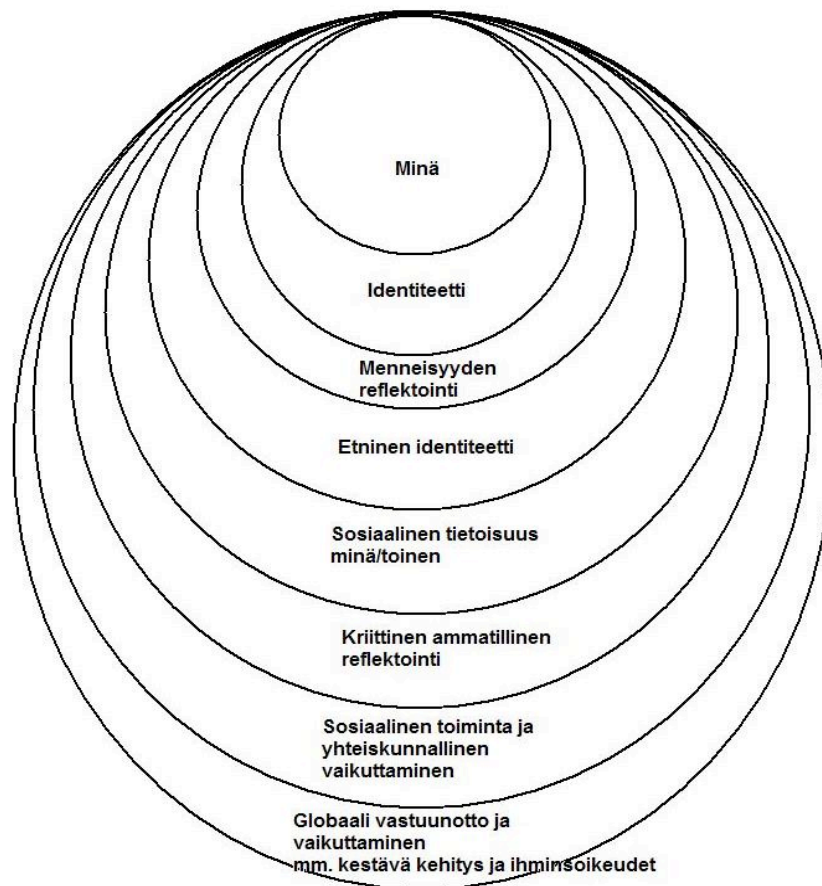 Minä
Identiteetti
Menneisyyden
reflektointi
Etninen identiteetti
Sosiaalinen tietoisuus
minä/toinen
Kriittinen ammatillinen
reflektointi
Sosiaalinen toiminta ja
yhteiskunnallinen
vaikuttaminen
Globaali vastuunotto ja
vaikuttaminen
mm. kestävä kehitys ja ihminsoikeudet